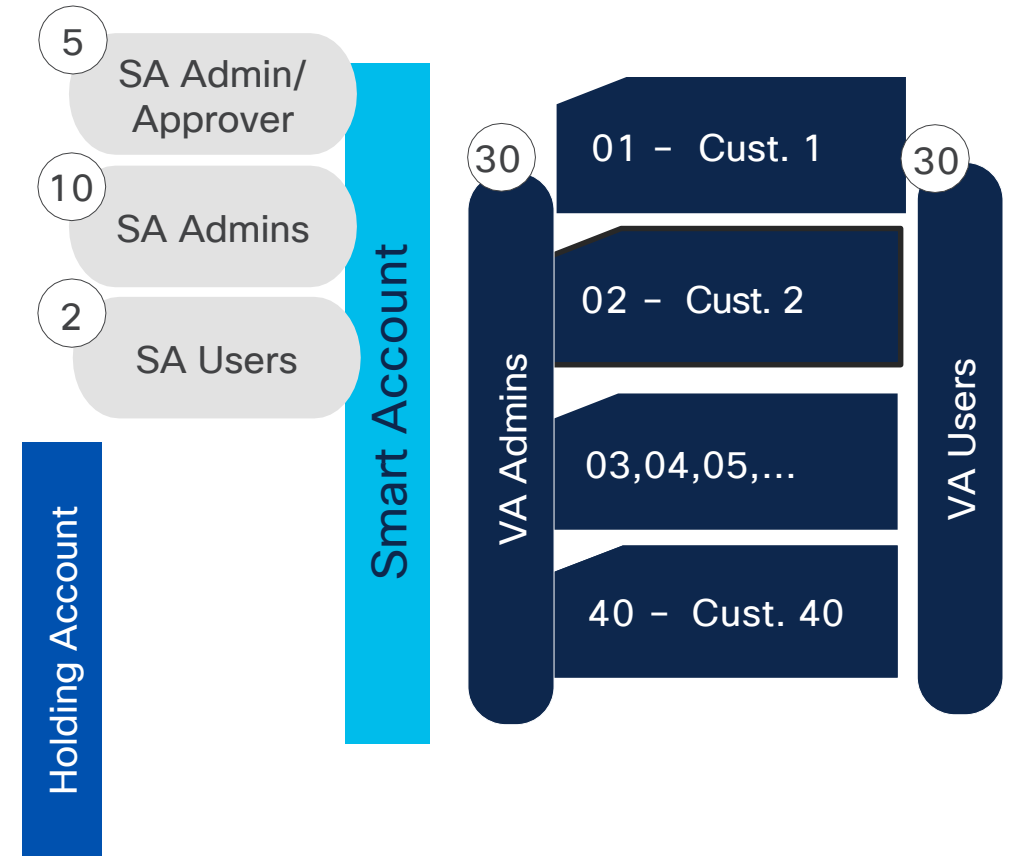 5
SA Admin/
Approver
10
SA Admins
2
SA Users
Holding Account
Smart Account
30
VA Admins
01 – Cust. 1
02 – Cust. 2
03,04,05,...
40 – Cust. 40
30
VA Users